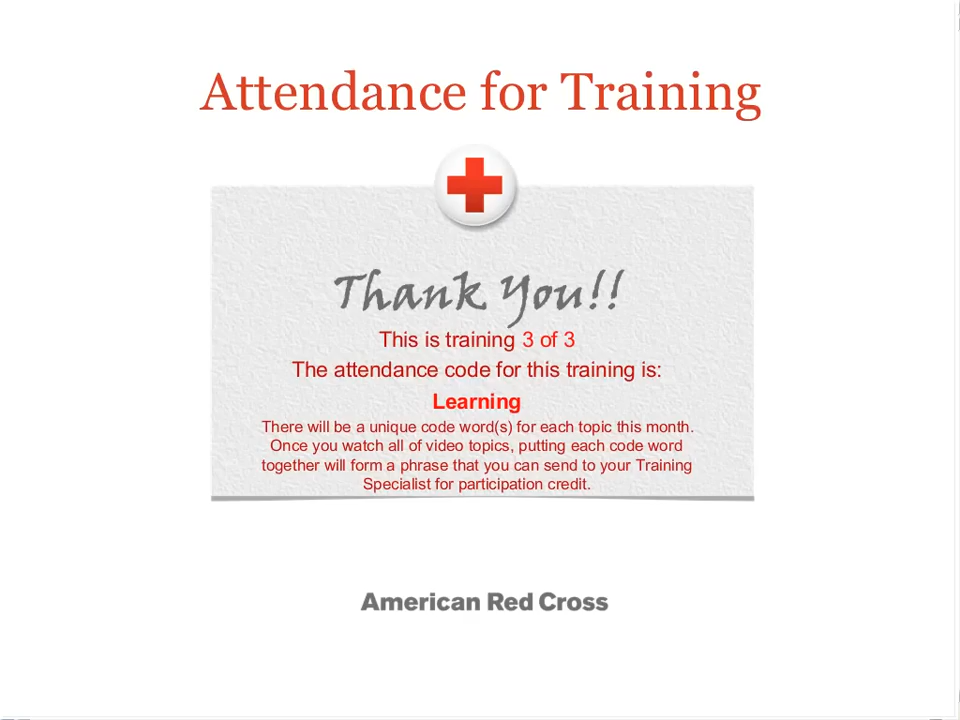 Attendance for Training
Thank You!!
This is training 3 of 3
The attendance code for this training is:
Learning
There will be a unique code word(s) for each topic this month.
Once you watch all of video topics, putting each code word
together will form a phrase that you can send to your Training
Specialist for participation credit.
American Red Cross